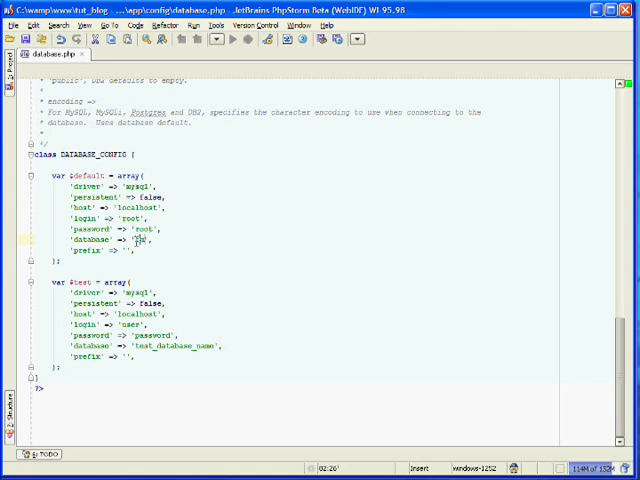 C:\wamp\www\tut_blog - ...\app\config\database.php - JetBrains PhpStorm Beta (WebIDE) WI-95.98
File Edit Search View Go To Code Refactor Run Tools Version Control Window Help
database.php
1: Project
* 'public', DB2 defaults to empty.
*
* encoding =>
* For MySQL, MySQLi, Postgres and DB2, specifies the character encoding to use when connecting to the
* database. Uses database default.
*
*/
class DATABASE_CONFIG {
var $default = array(
'driver' => 'mysql',
'persistent' => false,
'host' => 'localhost',
'login' => 'root',
'password' => 'root',
'database' => '
'prefix' => '',
);
var $test = array(
'driver' => 'mysql',
'persistent' => false,
'host' => 'localhost',
'login' => 'user',
'password' => 'password',
'database' => 'test_database_name',
'prefix' => '',
);
}
?>
Structure
6: TODO
Insert windows-1252 114M of 132M